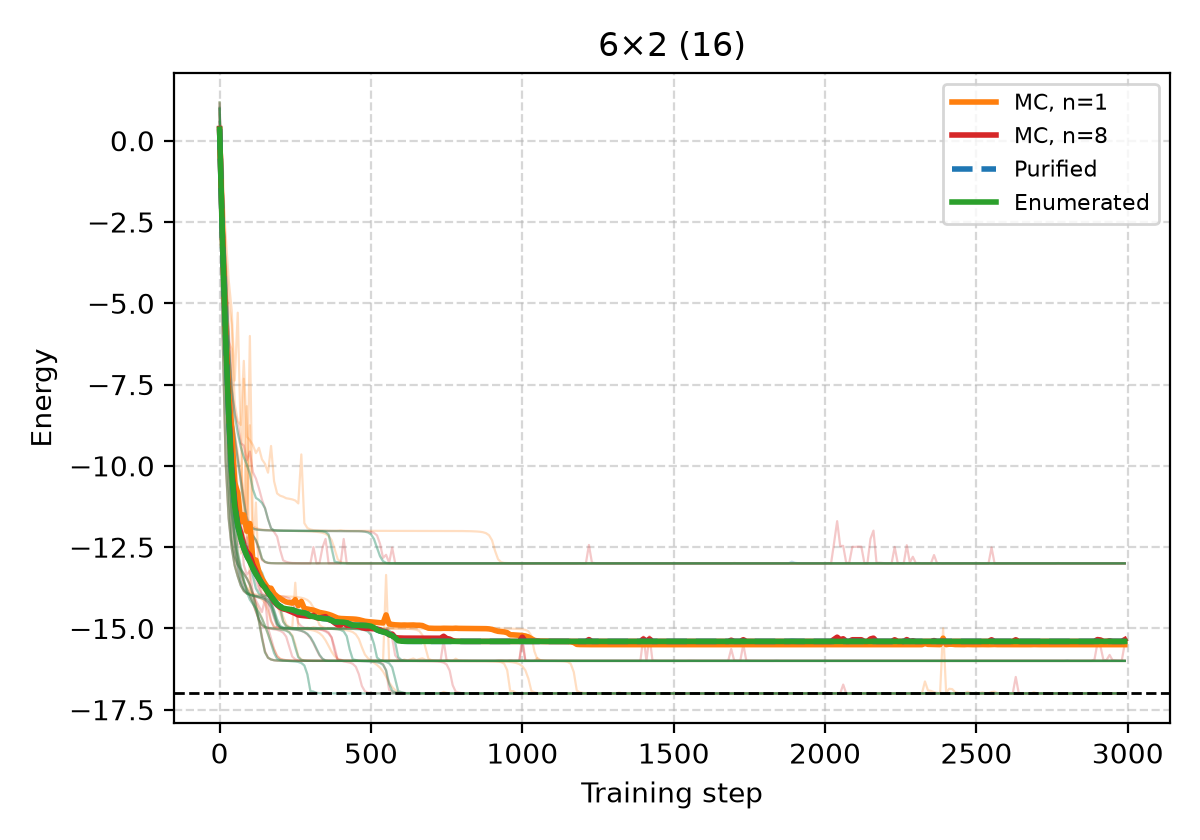 6×2 (16)
MC, n=1
MC, n=8
Purified
Enumerated
Energy
0.0
−2.5
−5.0
−7.5
−10.0
−12.5
−15.0
−17.5
0 500 1000 1500 2000 2500 3000
Training step